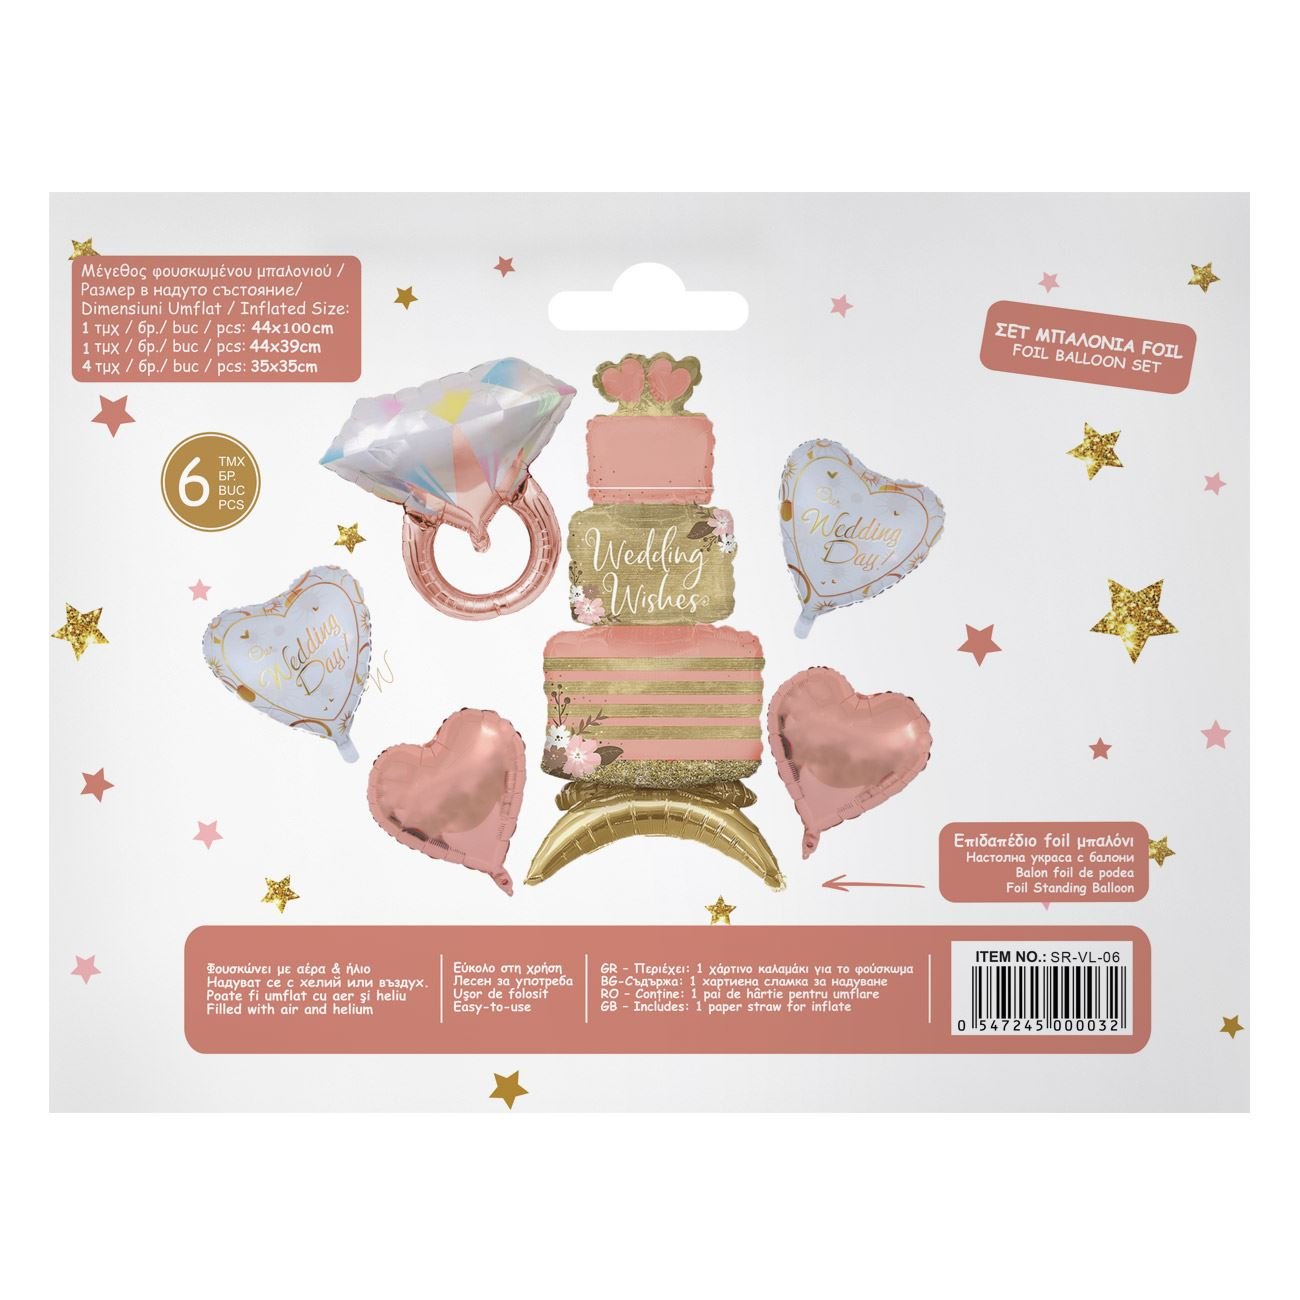 Μέγεθος φουσκωμένου μπαλονιού /
Размер в надуто състояние/
Dimensiuni Umflat / Inflated Size:
1 τμχ / бр./ buc / pcs: 44x100cm
1 τμχ / бр./ buc / pcs: 44x39cm
4 τμχ / бр./ buc / pcs: 35x35cm
ΣΕΤ ΜΠΑΛΟΝΙΑ FOIL
FOIL BALLOON SET
6
ΤΜΧ
БР.
BUC
PCS
Wedding
Wishes
Our
Wedding
Day!
Our
Wedding
Day!
W
Επιδαπέδιο foil μπαλόνι
Настолна украса с балони
Balon foil de podea
Foil Standing Balloon
Φουσκώνει με αέρα & ήλιο
Надуват се с хелий или въздух.
Poate fi umflat cu aer şi heliu
Filled with air and helium
Εύκολο στη χρήση
Лесен за употреба
Uşor de folosit
Easy-to-use
GR - Περιέχει: 1 χάρτινο καλαμάκι για το φούσκωμα
BG-Съдържа: 1 хартиена сламка за надуване
RO - Conține: 1 pai de hârtie pentru umflare
GB - Includes: 1 paper straw for inflate
ITEM NO.: SR-VL-06
0 547245 000032